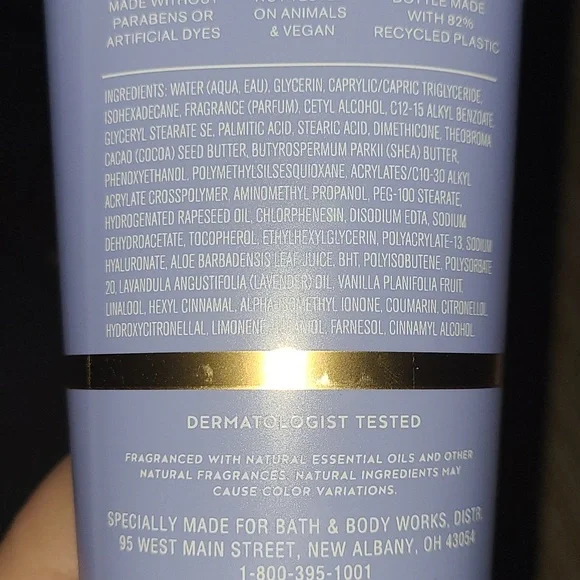 MADE WITHOUT
PARABENS OR
ARTIFICIAL DYES
ON ANIMALS
& VEGAN
BOTTLE MADE
WITH 82%
RECYCLED PLASTIC
INGREDIENTS: WATER (AQUA, EAU), GLYCERIN, CAPRYLIC/CAPRIC TRIGLYCERIDE,
ISOHEXADECANE, FRAGRANCE (PARFUM), CETYL ALCOHOL, C12-15 ALKYL BENZOATE,
GLYCERYL STEARATE SE, PALMITIC ACID, STEARIC ACID, DIMETHICONE, THEOBROMA
CACAO (COCOA) SEED BUTTER, BUTYROSPERMUM PARKII (SHEA) BUTTER,
PHENOXYETHANOL, POLYMETHYLSILSESQUIOXANE, ACRYLATES/C10-30 ALKYL
ACRYLATE CROSSPOLYMER, AMINOMETHYL PROPANOL, PEG-100 STEARATE,
HYDROGENATED RAPESEED OIL, CHLORPHENESIN, DISODIUM EDTA, SODIUM
DEHYDROACETATE, TOCOPHEROL, ETHYLHEXYLGLYCERIN, POLYACRYLATE-13, SODIUM
HYALURONATE, ALOE BARBADENSIS LEAF JUICE, BHT, POLYISOBUTENE, POLYSORBATE
20, LAVANDULA ANGUSTIFOLIA (LAVENDER) OIL, VANILLA PLANIFOLIA FRUIT,
LINALOOL, HEXYL CINNAMAL, ALPHA-ISOMETHYL IONONE, COUMARIN, CITRONELLOL,
HYDROXYCITRONELLAL, LIMONENE, FARNESOL, CINNAMYL ALCOHOL.
DERMATOLOGIST TESTED
FRAGRANCED WITH NATURAL ESSENTIAL OILS AND OTHER
NATURAL FRAGRANCES. NATURAL INGREDIENTS MAY
CAUSE COLOR VARIATIONS.
SPECIALLY MADE FOR BATH & BODY WORKS, DISTR.
95 WEST MAIN STREET, NEW ALBANY, OH 43054
1-800-395-1001